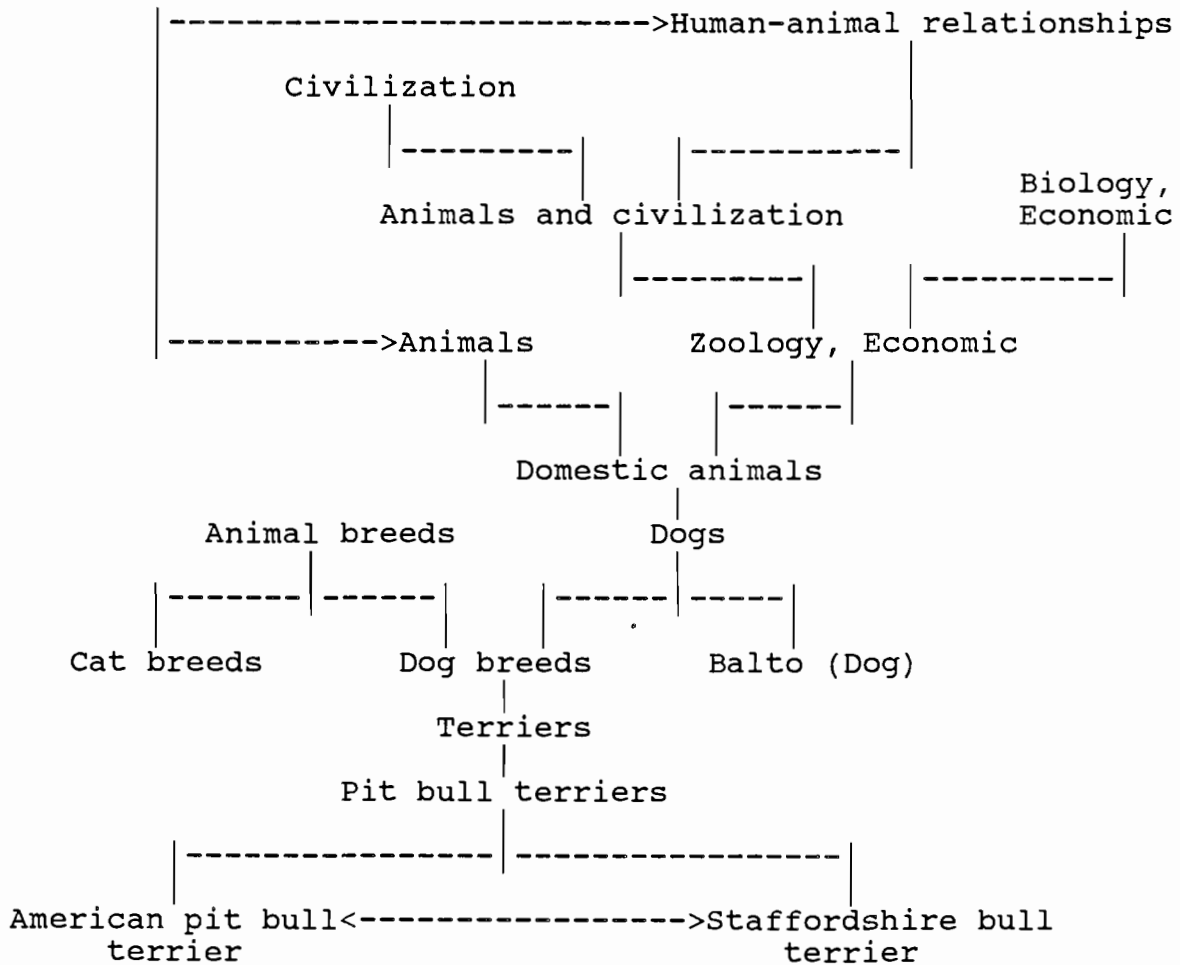 Human-animal relationships
Civilization
Biology,
Animals and civilization Economic
Animals Zoology, Economic
Domestic animals
Animal breeds Dogs
Cat breeds Dog breeds Balto (Dog)
Terriers
Pit bull terriers
American pit bull Staffordshire bull
terrier terrier